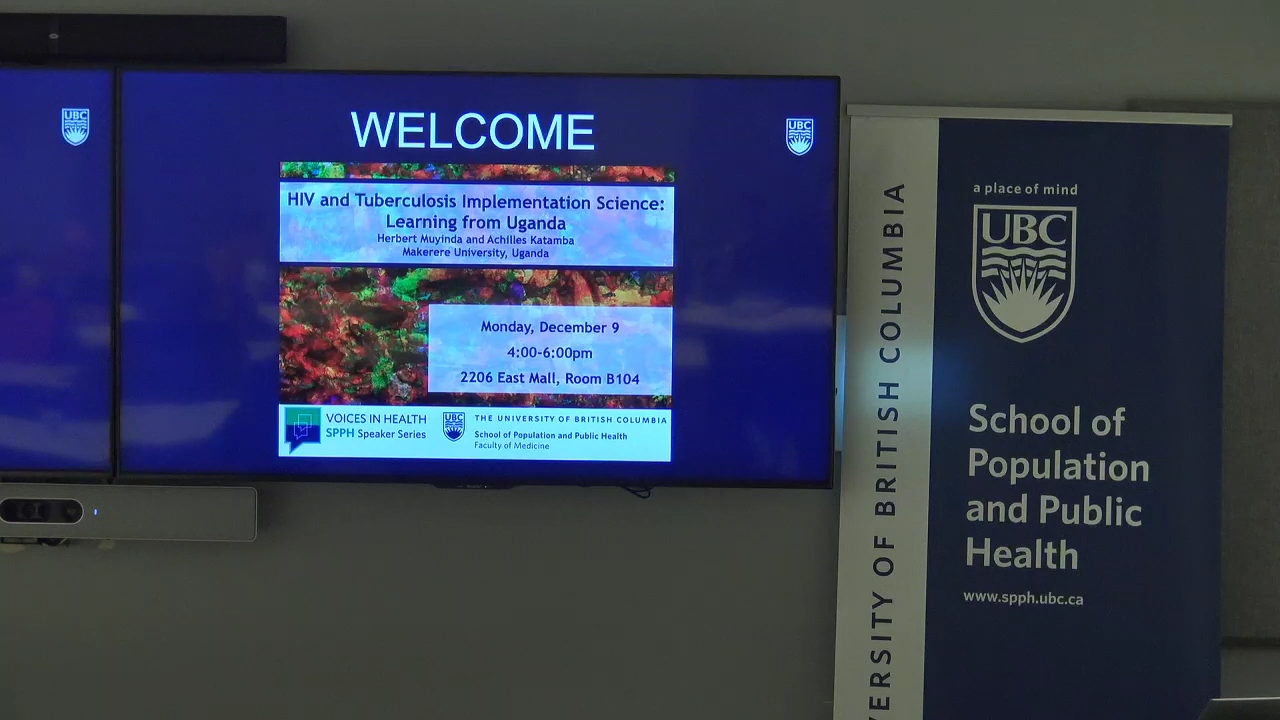 UBC
WELCOME
UBC
HIV and Tuberculosis Implementation Science:
Learning from Uganda
Herbert Muyinda and Achilles Katamba
Makerere University, Uganda
Monday, December 9
4:00-6:00pm
2206 East Mall, Room B104
VOICES IN HEALTH
SPPH Speaker Series
UBC
THE UNIVERSITY OF BRITISH COLUMBIA
School of Population and Public Health
Faculty of Medicine
VERSITY OF BRITISH COLUMBIA
a place of mind
UBC
School of
Population
and Public
Health
www.spph.ubc.ca